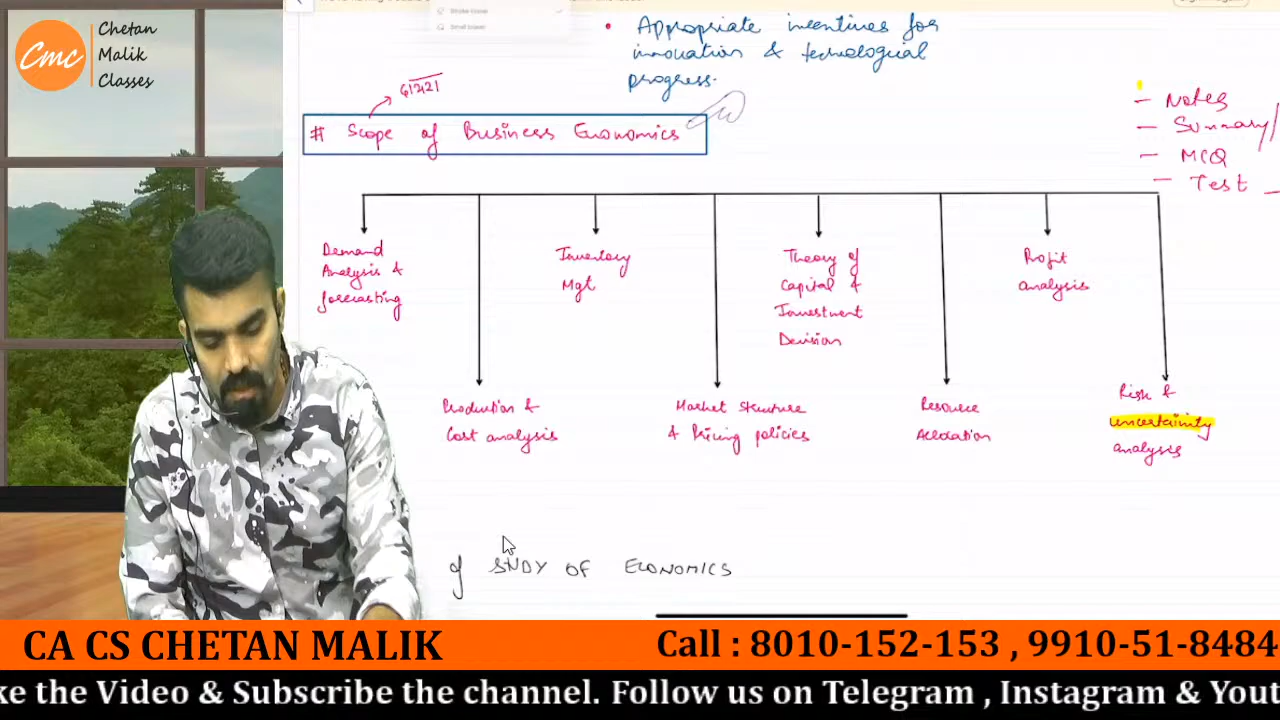 Chetan
Malik
Classes
CMC
• Appropriate incentives for
innovation & technological
progress.
दायरा
# Scope of Business Economics
- Notes
- Summary/
- MCQ
- Test
Demand
Analysis &
forecasting
Inventory
Mgt
Theory of
Capital &
Investment
Decision
Profit
analysis
Production &
Cost analysis
Market Structure
& Pricing policies
Resource
Allocation
Risk &
uncertainity
analysis
of STUDY OF ECONOMICS
CA CS CHETAN MALIK
Call : 8010-152-153 , 9910-51-8484
ke the Video & Subscribe the channel. Follow us on Telegram , Instagram & Yout